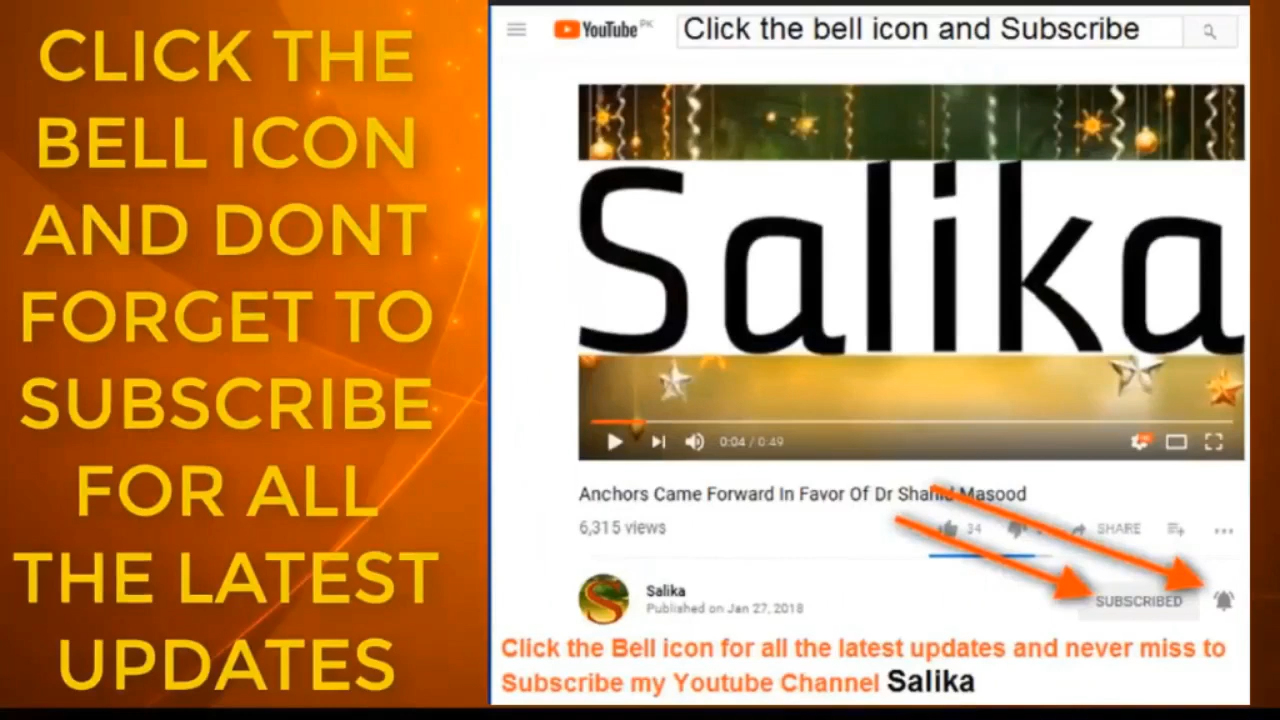 CLICK THE
BELL ICON
AND DONT
FORGET TO
SUBSCRIBE
FOR ALL
THE LATEST
UPDATES
YouTube PK
Click the bell icon and Subscribe
Salika
0:04 / 0:49
Anchors Came Forward In Favor Of Dr Shahid Masood
6,315 views
34 SHARE
Salika
Published on Jan 27, 2018
SUBSCRIBED
Click the Bell icon for all the latest updates and never miss to
Subscribe my Youtube Channel Salika